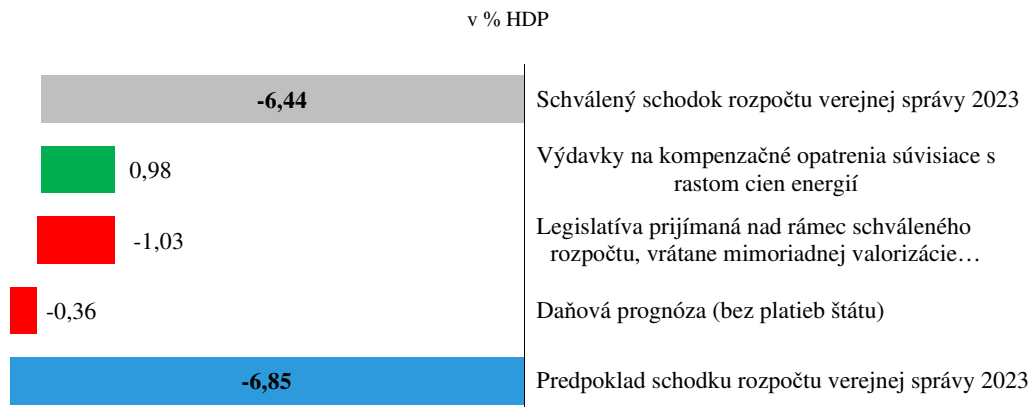 v % HDP
-6,44 Schválený schodok rozpočtu verejnej správy 2023
0,98 Výdavky na kompenzačné opatrenia súvisiace s
rastom cien energií
-1,03 Legislatíva prijímaná nad rámec schváleného
rozpočtu, vrátane mimoriadnej valorizácie…
-0,36 Daňová prognóza (bez platieb štátu)
-6,85 Predpoklad schodku rozpočtu verejnej správy 2023